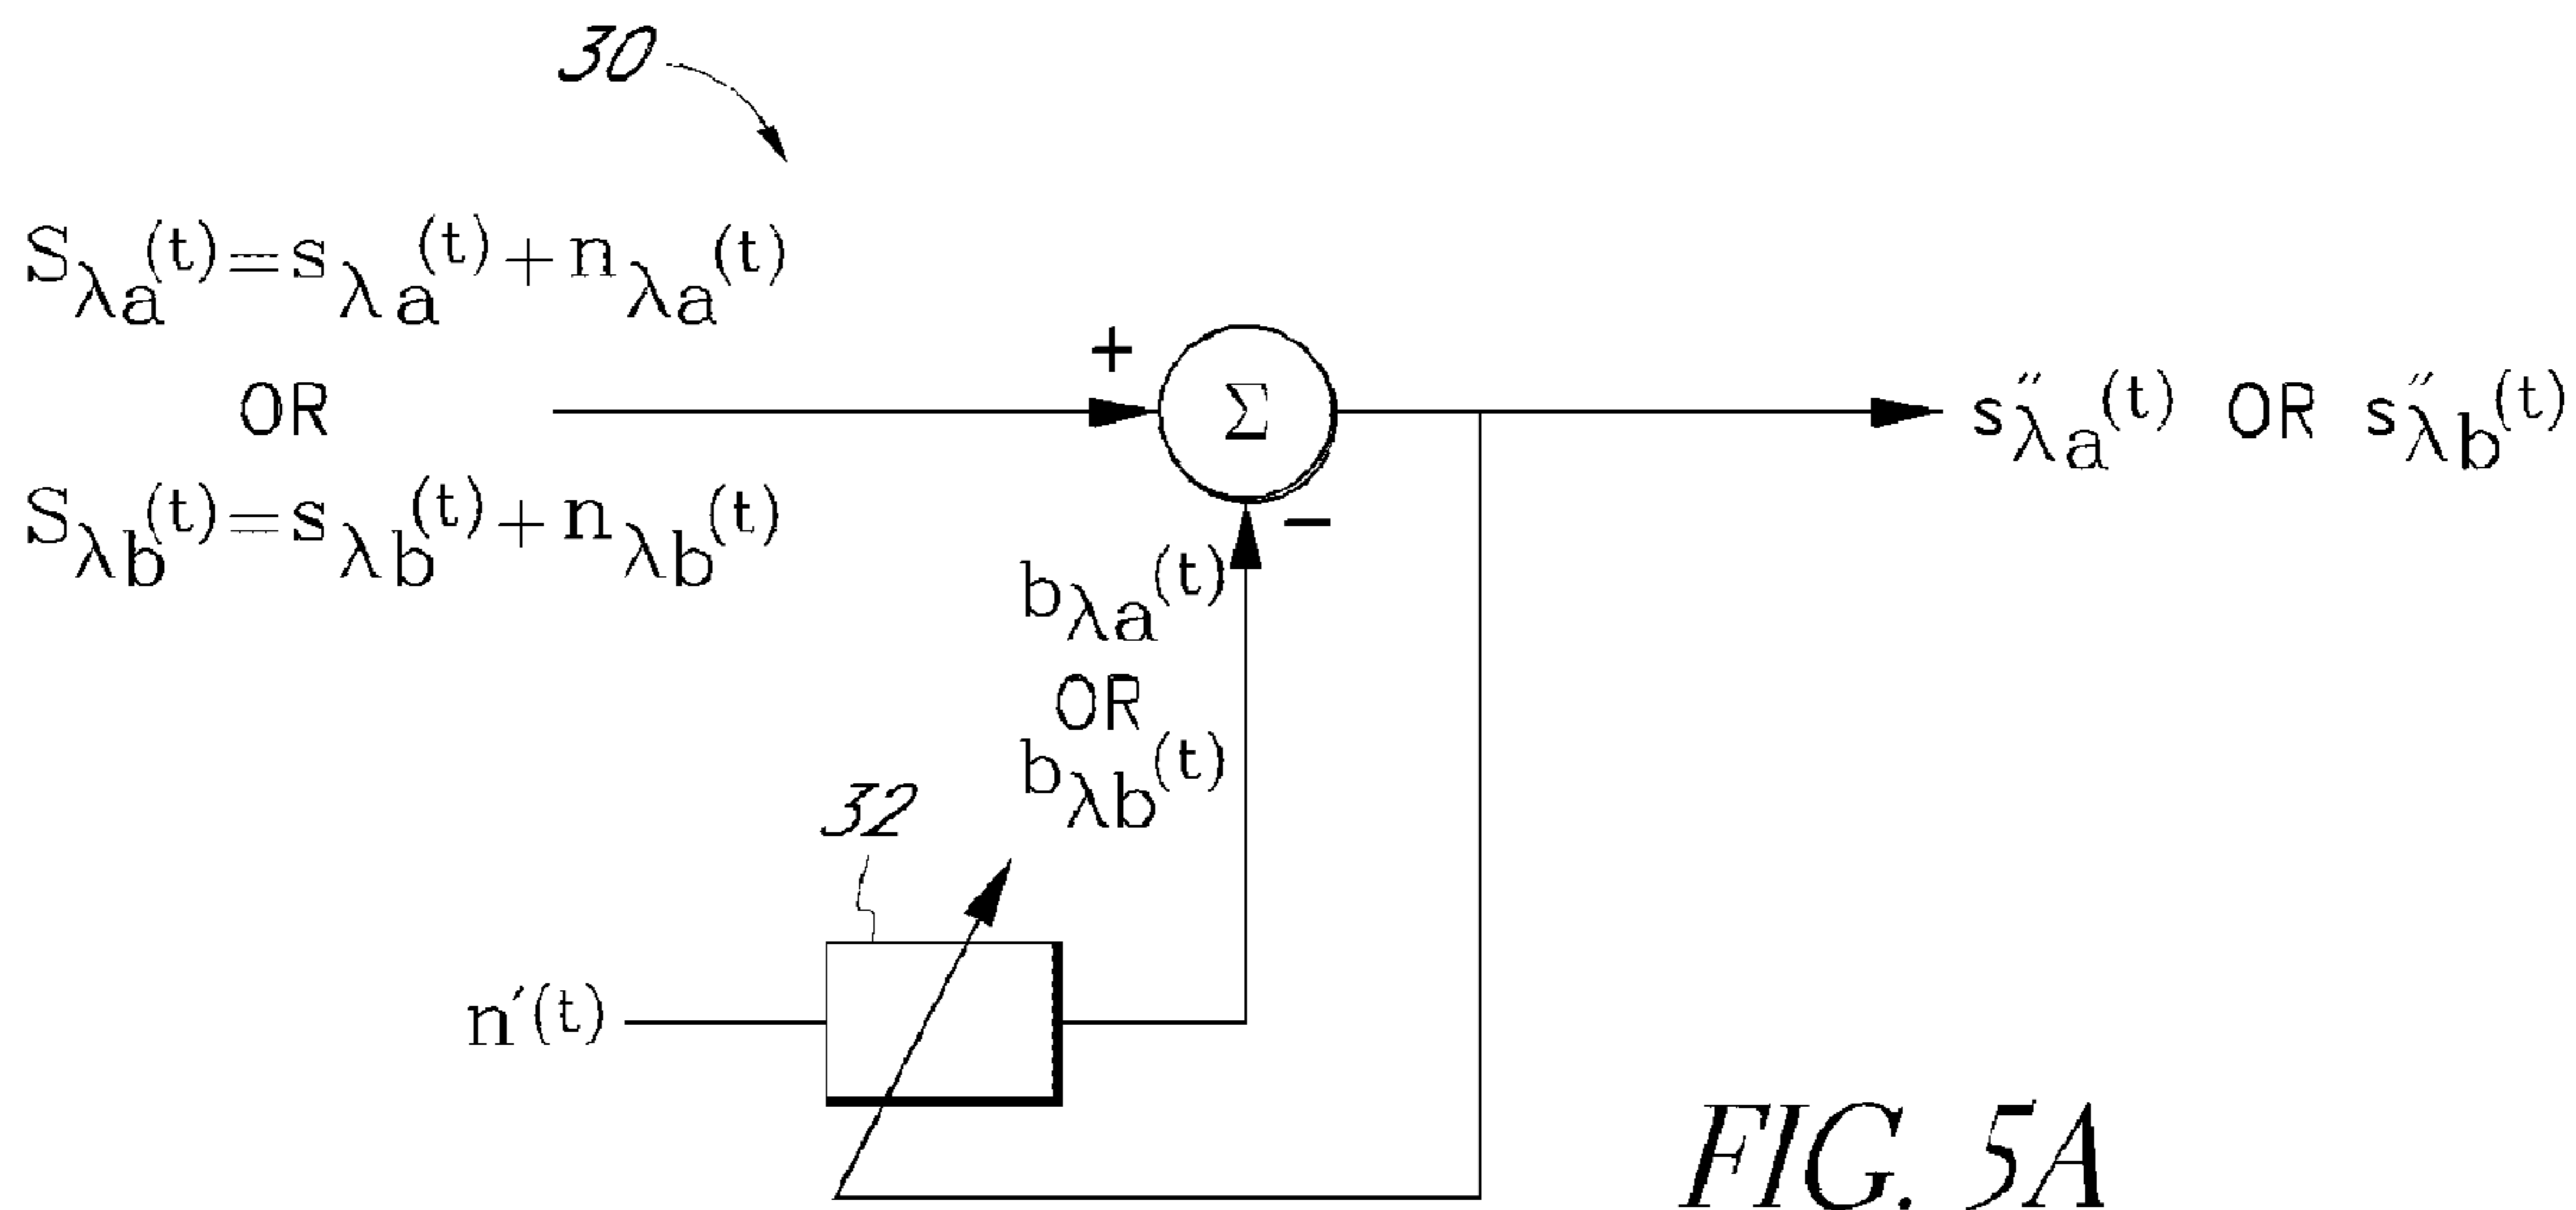 30
Sλa(t)=sλa(t)+nλa(t)
OR
Sλb(t)=sλb(t)+nλb(t)
+
Σ
−
s″λa(t) OR s″λb(t)
bλa(t)
OR
bλb(t)
32
n′(t)
FIG. 5A